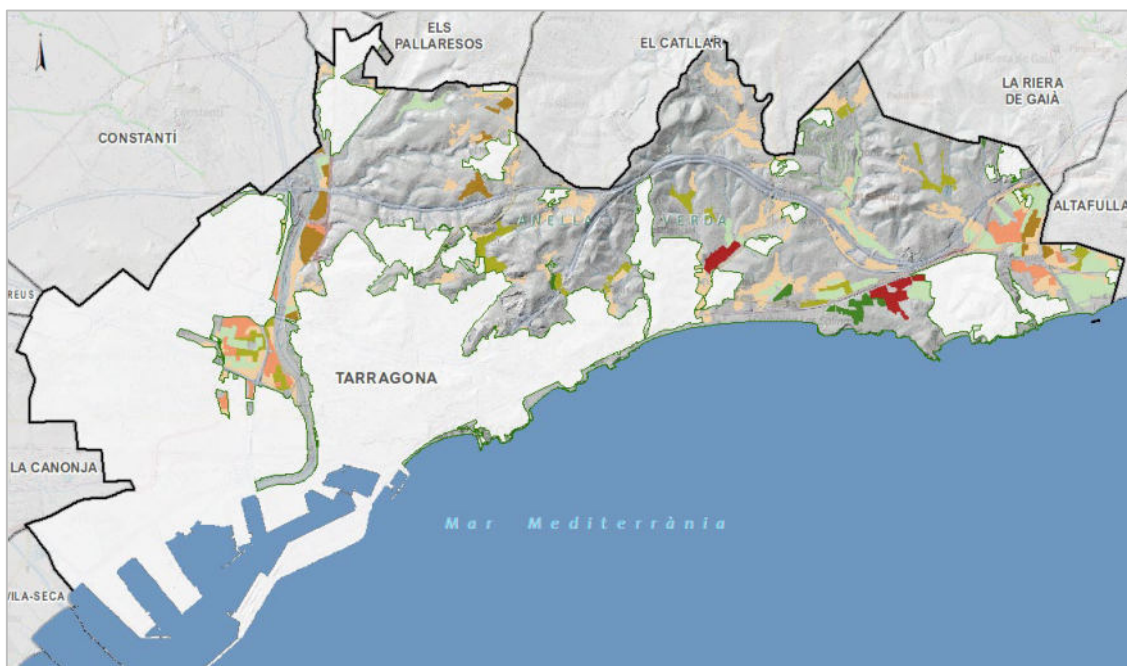 ELS
PALLARESOS
EL CATLLAR
LA RIERA
DE GAIÀ
CONSTANTÍ
ALTAFULLA
ANELLA VERDA
REUS
TARRAGONA
LA CANONJA
Mar Mediterrània
VILA-SECA